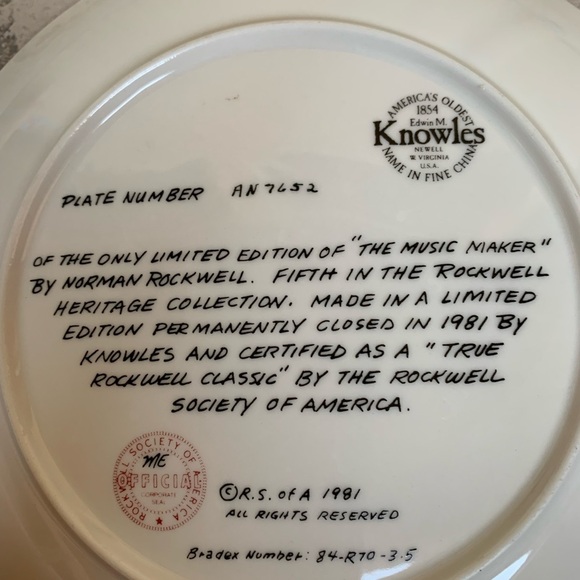 AMERICA'S OLDEST
1854
Edwin M.
Knowles
NEWELL
W. VIRGINIA
U.S.A.
NAME IN FINE CHINA
PLATE NUMBER AN7652
OF THE ONLY LIMITED EDITION OF "THE MUSIC MAKER"
BY NORMAN ROCKWELL. FIFTH IN THE ROCKWELL
HERITAGE COLLECTION. MADE IN A LIMITED
EDITION PERMANENTLY CLOSED IN 1981 BY
KNOWLES AND CERTIFIED AS A "TRUE
ROCKWELL CLASSIC" BY THE ROCKWELL
SOCIETY OF AMERICA.
ROCKWELL SOCIETY OF AMERICA
ME
OFFICIAL
CORPORATE
SEAL
©R.S. OF A 1981
ALL RIGHTS RESERVED
Bradex Number: 84-R70-3.5